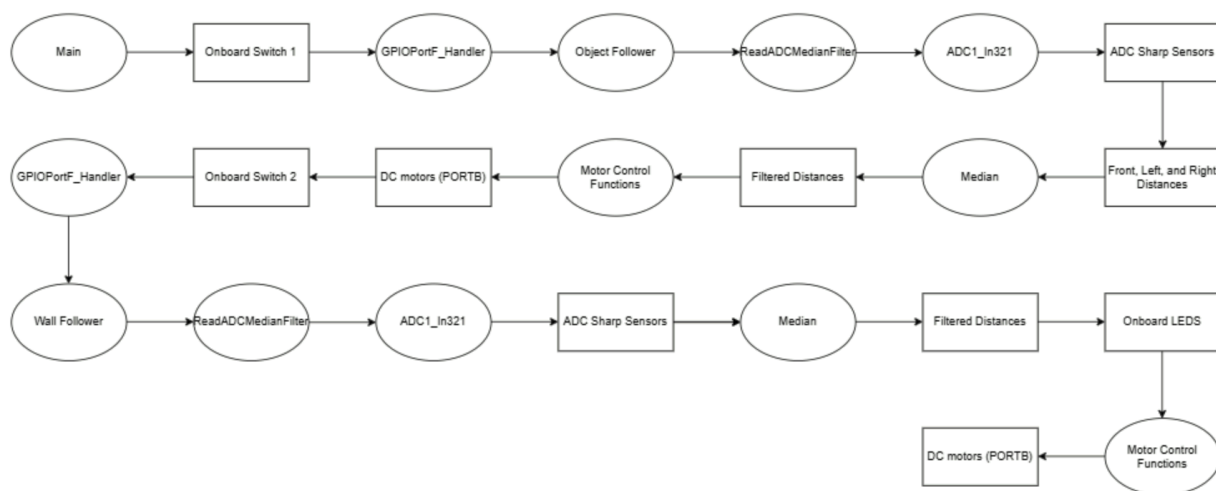 Main
Onboard Switch 1
GPIOPortF_Handler
Object Follower
ReadADCMedianFilter
ADC1_In321
ADC Sharp Sensors
GPIOPortF_Handler
Onboard Switch 2
DC motors (PORTB)
Motor Control
Functions
Filtered Distances
Median
Front, Left, and Right
Distances
Wall Follower
ReadADCMedianFilter
ADC1_In321
ADC Sharp Sensors
Median
Filtered Distances
Onboard LEDS
DC motors (PORTB)
Motor Control
Functions